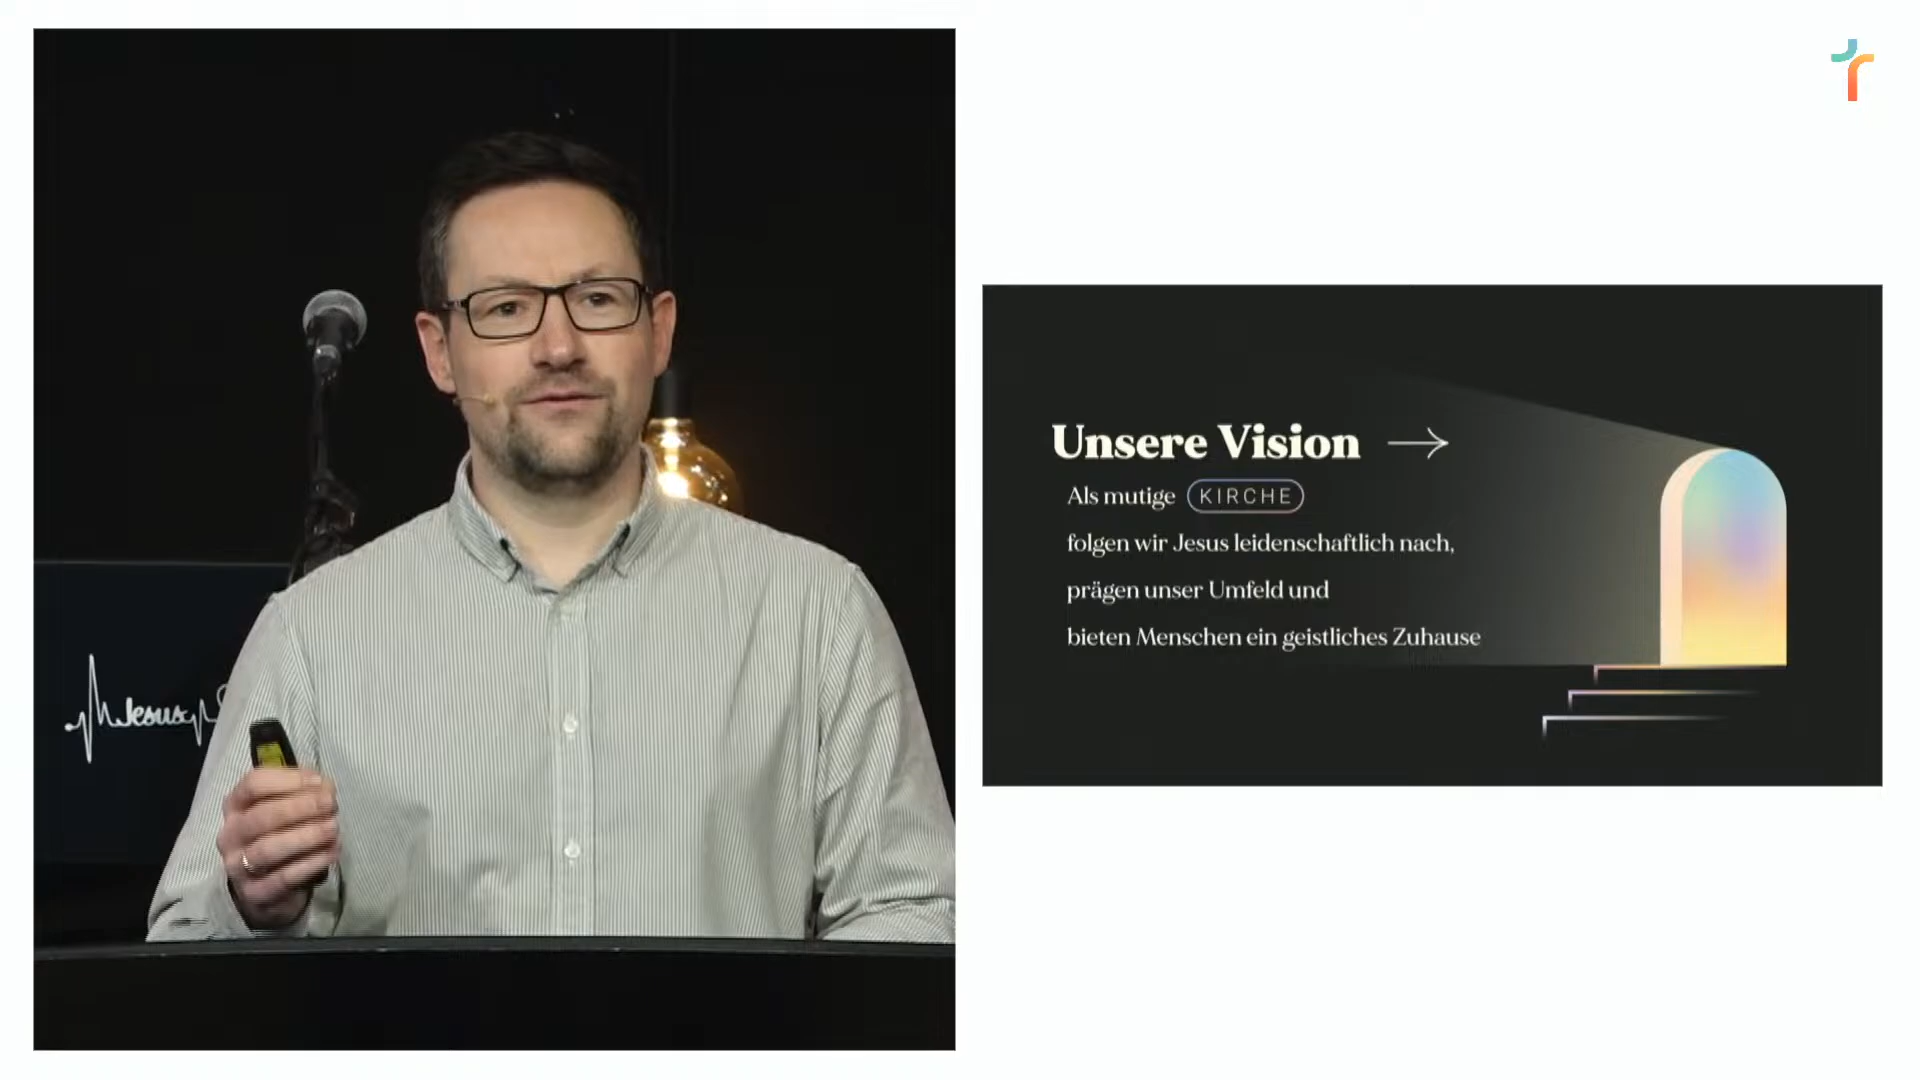 Jesus
Unsere Vision
Als mutige KIRCHE
folgen wir Jesus leidenschaftlich nach,
prägen unser Umfeld und
bieten Menschen ein geistliches Zuhause